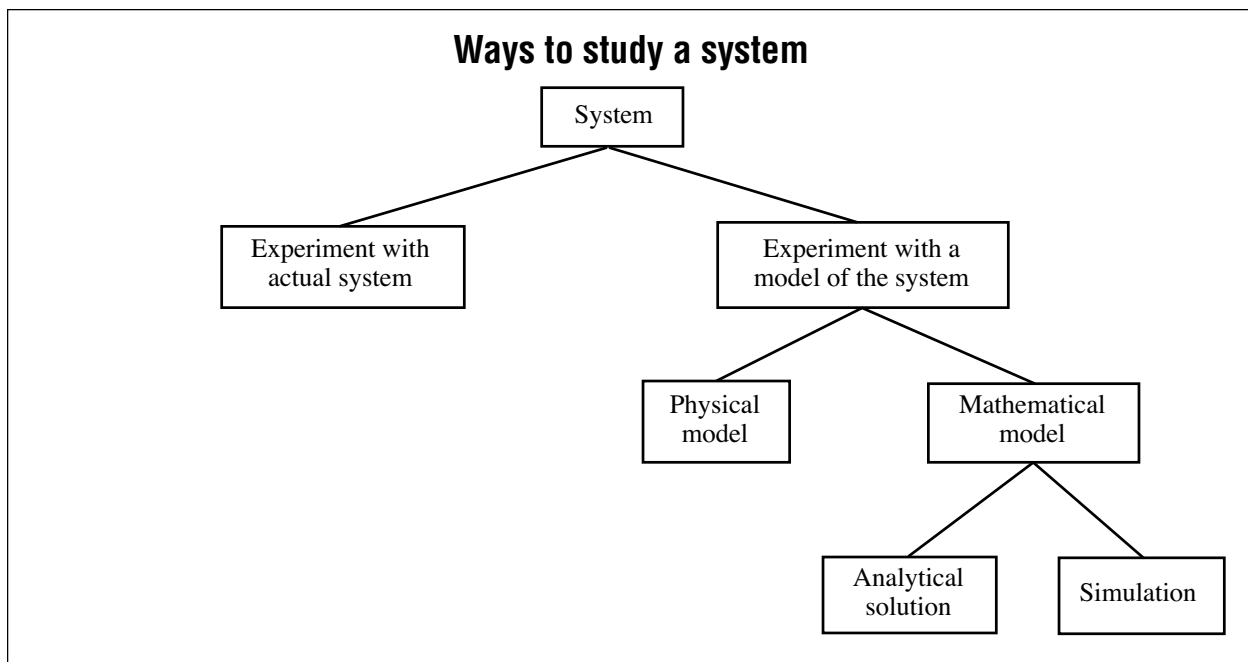 Ways to study a system
System
Experiment with
actual system
Experiment with a
model of the system
Physical
model
Mathematical
model
Analytical
solution
Simulation